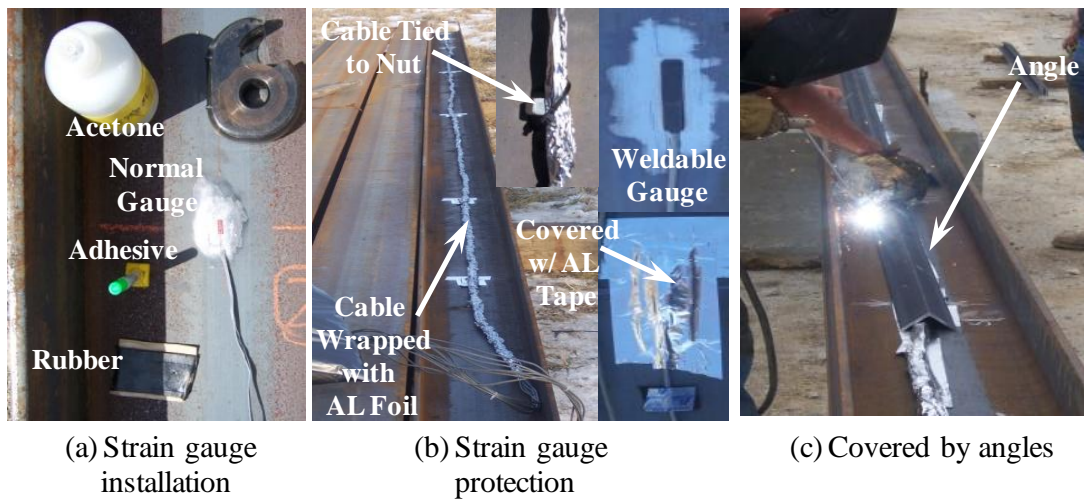 Acetone
Normal
Gauge
Adhesive
Rubber
Cable Tied
to Nut
Weldable
Gauge
Covered
w/ AL
Tape
Cable
Wrapped
with
AL Foil
Angle
(a) Strain gauge
installation
(b) Strain gauge
protection
(c) Covered by angles